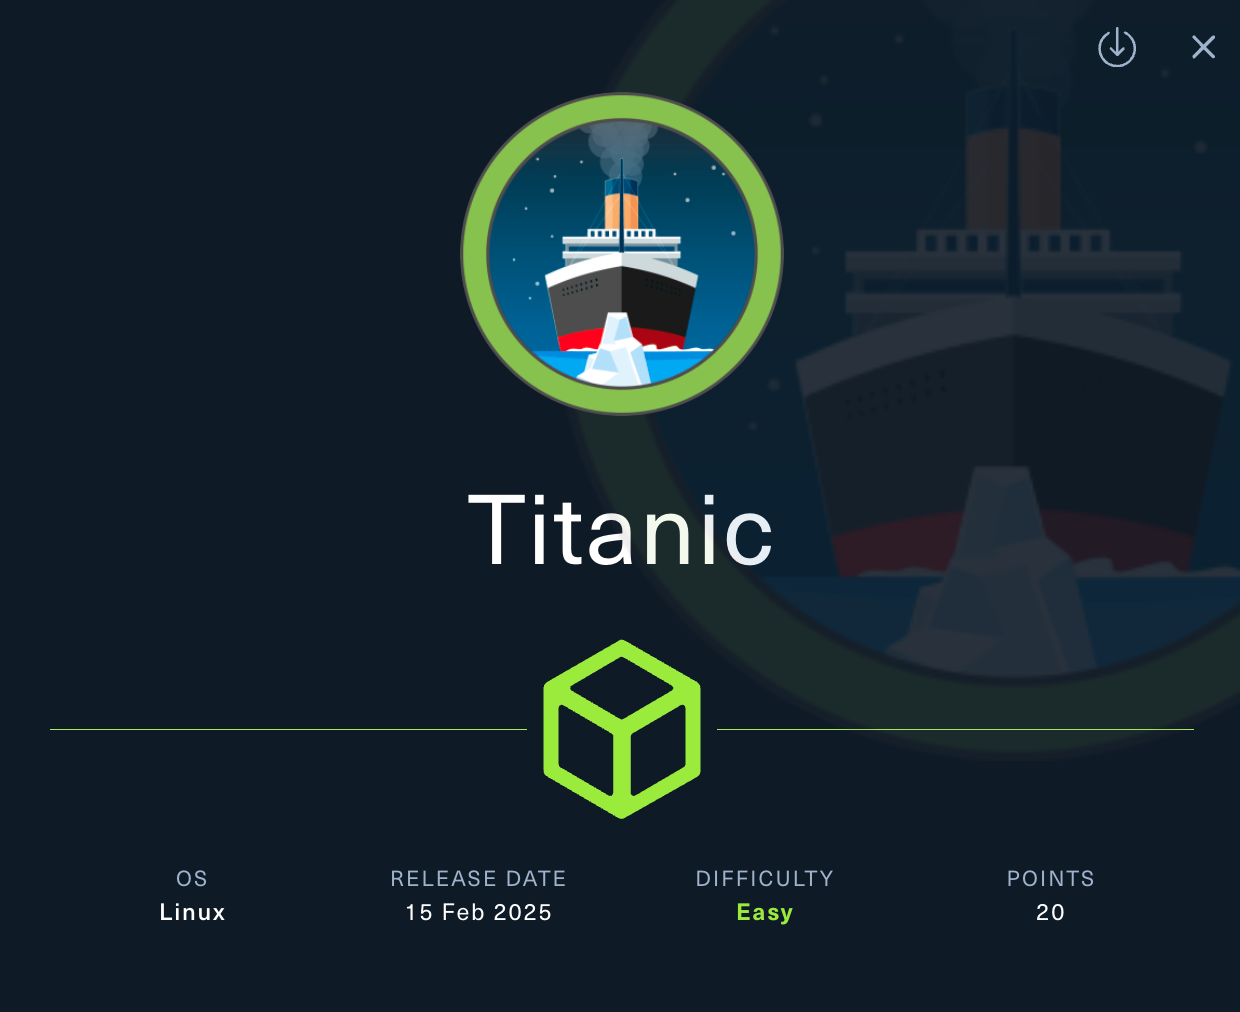 Titanic
OS
Linux
RELEASE DATE
15 Feb 2025
DIFFICULTY
Easy
POINTS
20